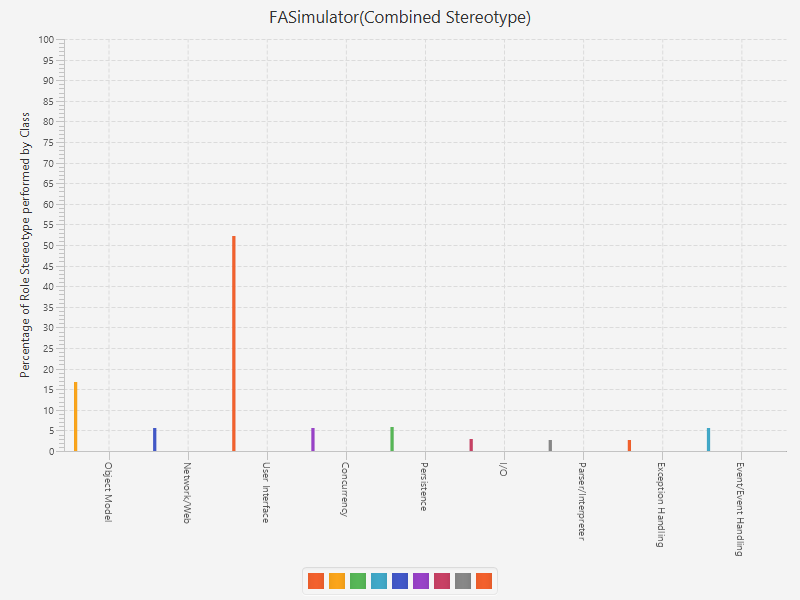 FASimulator(Combined Stereotype)
Percentage of Role Stereotype performed by Class
100
95
90
85
80
75
70
65
60
55
50
45
40
35
30
25
20
15
10
5
0
Object Model
Network/Web
User Interface
Concurrency
Persistence
I/O
Parser/Interpreter
Exception Handling
Event/Event Handling